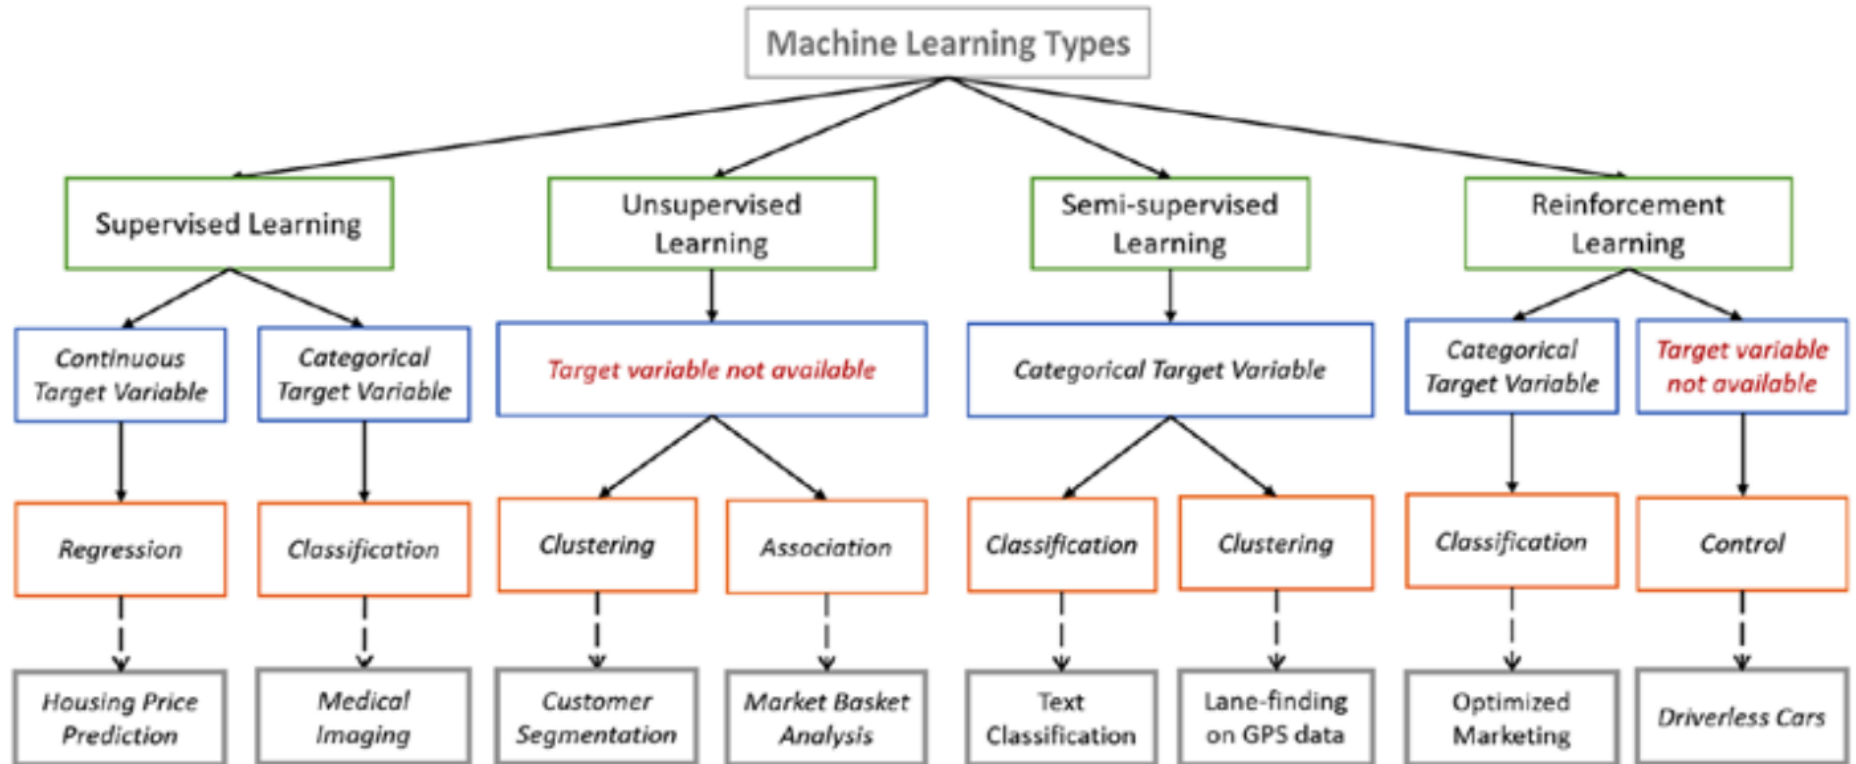 Machine Learning Types
Supervised Learning
Unsupervised
Learning
Semi-supervised
Learning
Reinforcement
Learning
Continuous
Target Variable
Categorical
Target Variable
Target variable not available
Categorical Target Variable
Categorical
Target Variable
Target variable
not available
Regression
Classification
Clustering
Association
Classification
Clustering
Classification
Control
Housing Price
Prediction
Medical
Imaging
Customer
Segmentation
Market Basket
Analysis
Text
Classification
Lane-finding
on GPS data
Optimized
Marketing
Driverless Cars